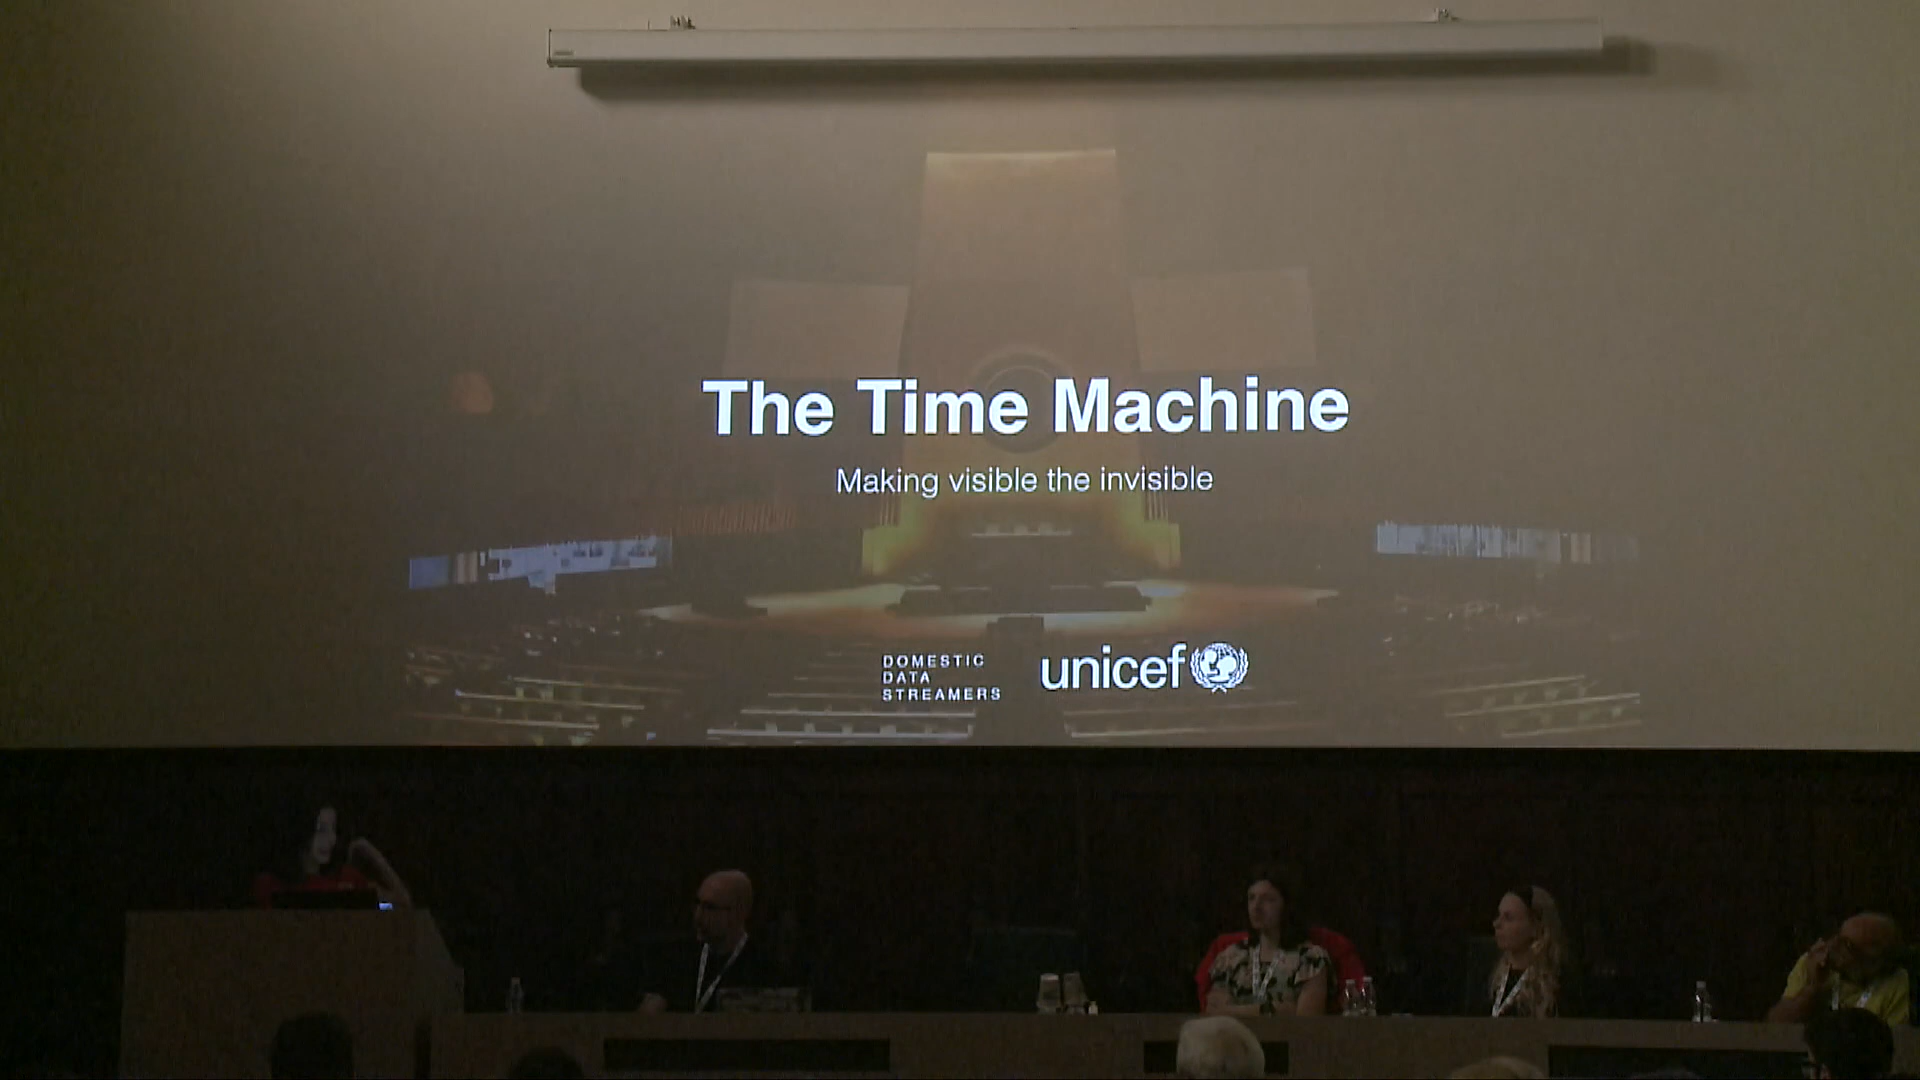 The Time Machine
Making visible the invisible
DOMESTIC
DATA
STREAMERS
unicef